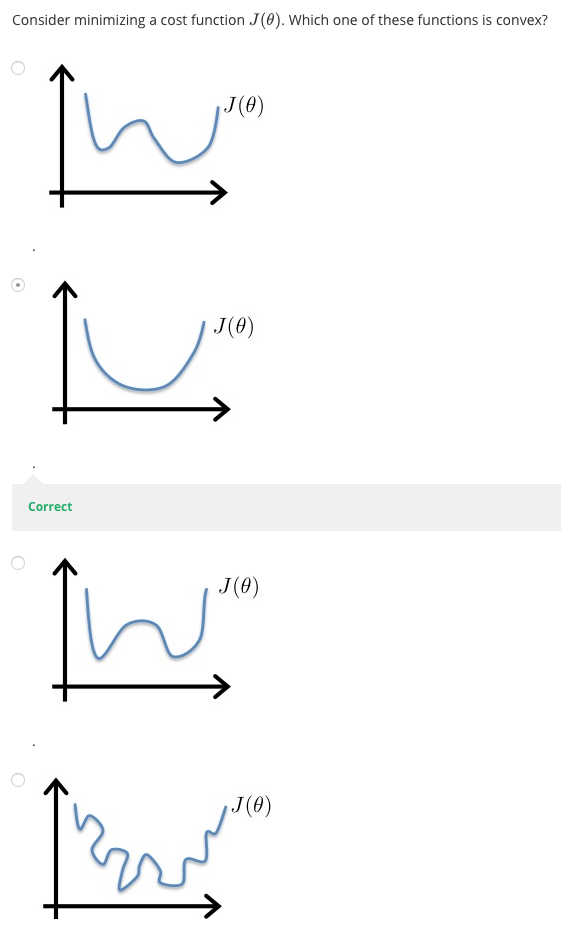 Consider minimizing a cost function J(θ). Which one of these functions is convex?
J(θ)
.
J(θ)
.
Correct
J(θ)
.
J(θ)